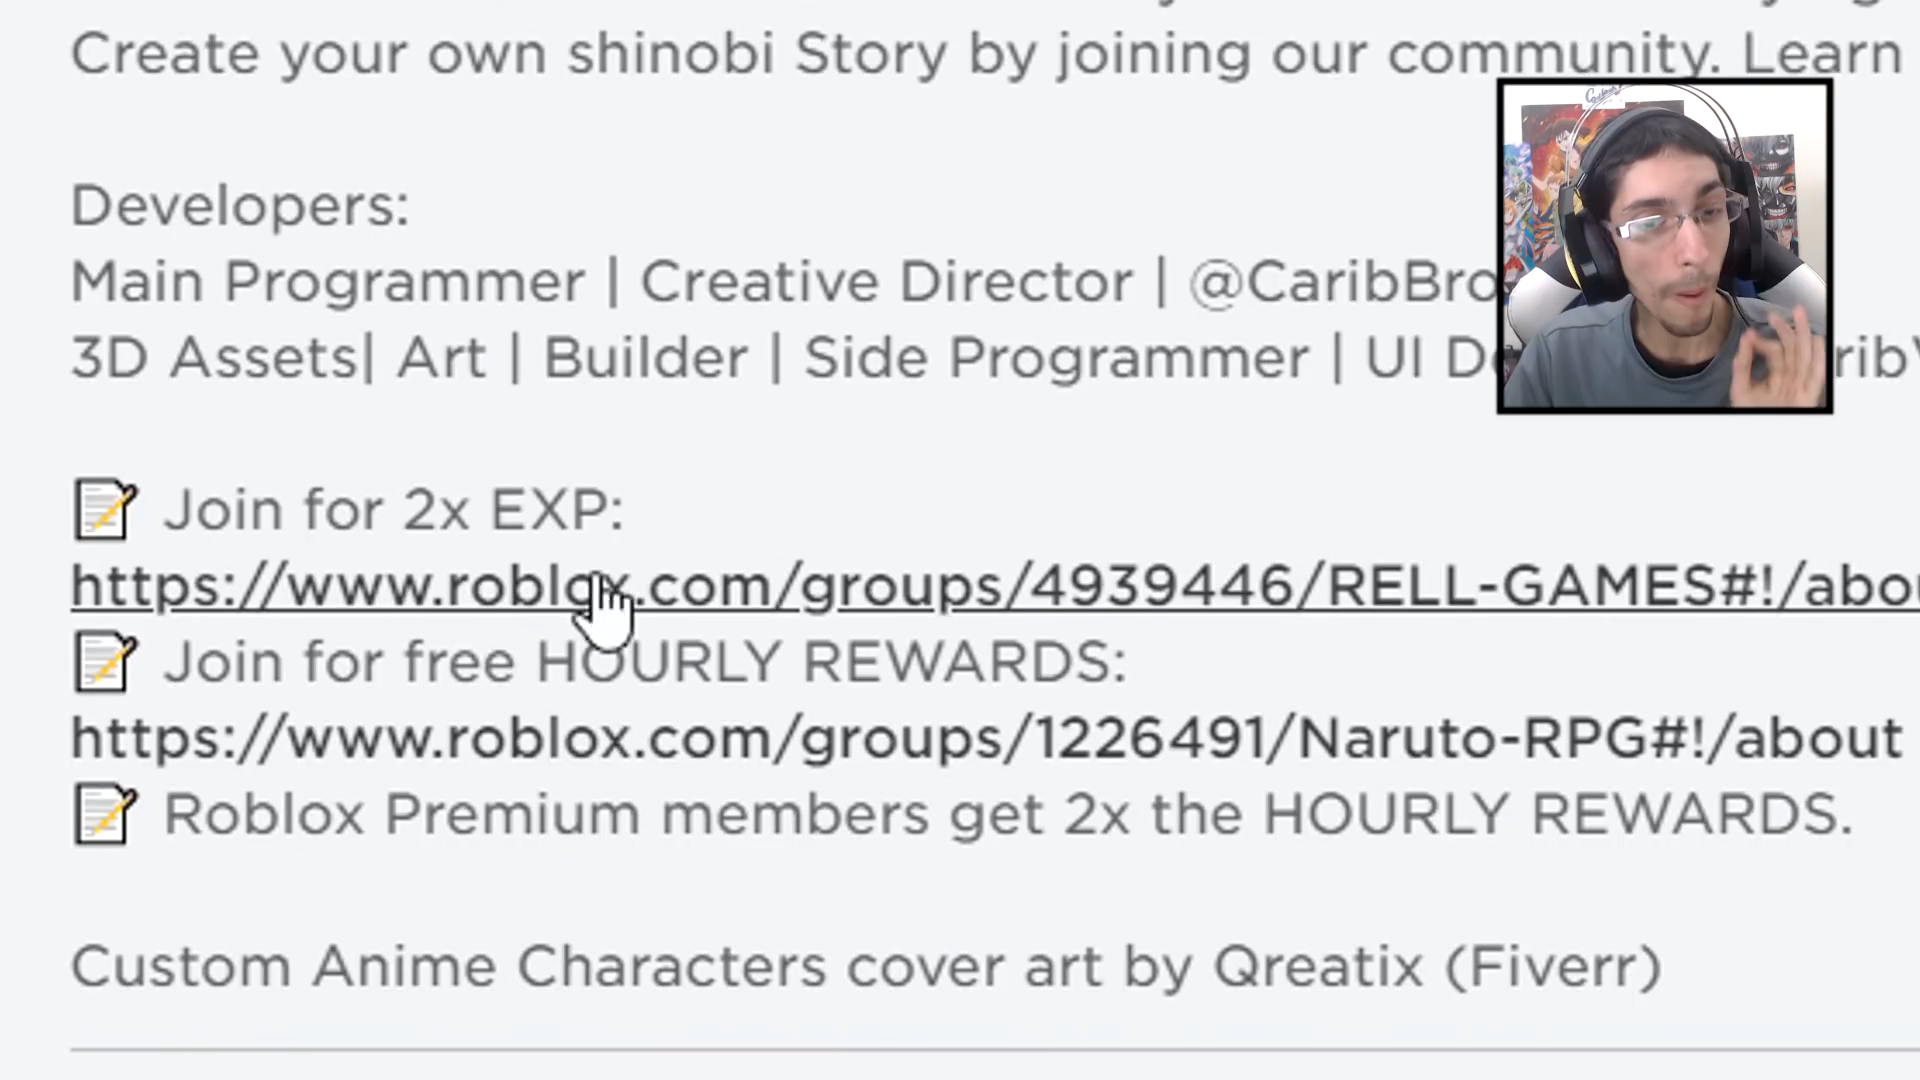 Create your own shinobi Story by joining our community. Learn
Developers:
Main Programmer | Creative Director | @CaribBro
3D Assets| Art | Builder | Side Programmer | UI
📝 Join for 2x EXP:
https://www.roblox.com/groups/4939446/RELL-GAMES#!/abou
📝 Join for free HOURLY REWARDS:
https://www.roblox.com/groups/1226491/Naruto-RPG#!/about
📝 Roblox Premium members get 2x the HOURLY REWARDS.
Custom Anime Characters cover art by Qreatix (Fiverr)